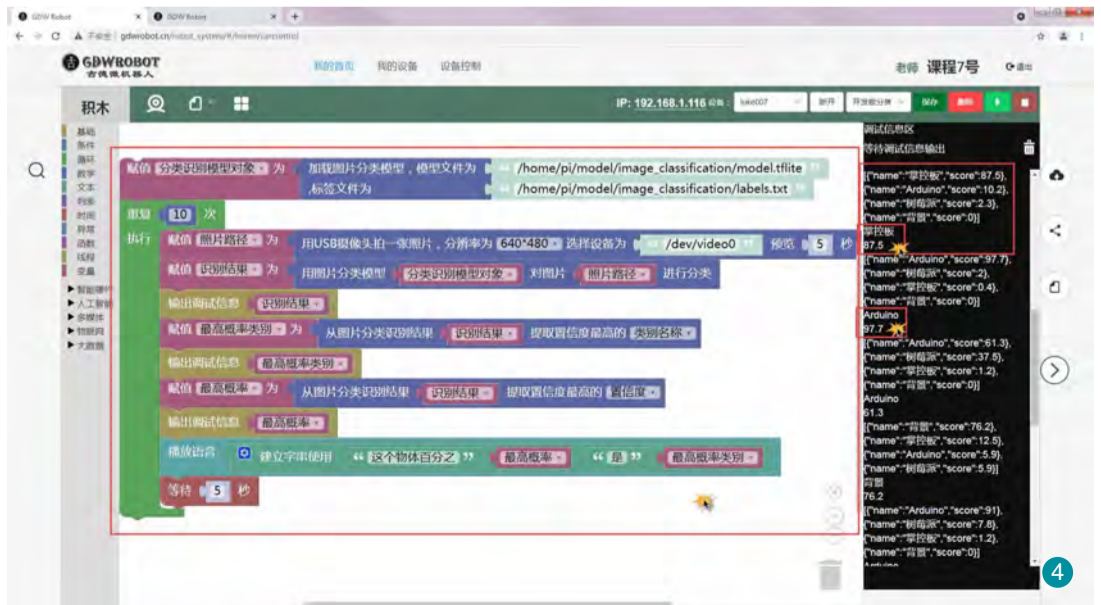 GDW Robot
GDW Robot
gdwrobot.cn/robot_system/#/homes/carcontrol
GDWROBOT
古德微机器人
我的首页 我的设备 设备控制
老师 课程7号 退出
积木
IP: 192.168.1.116 设备: luke007 断开 保存 删除
基础
条件
循环
数学
文本
列表
时间
异常
函数
线程
变量
智能硬件
人工智能
多媒体
物联网
大数据
赋值 分类识别模型对象 为 加载图片分类模型，模型文件为 “ /home/pi/model/image_classification/model.tflite ”
,标签文件为 “ /home/pi/model/image_classification/labels.txt ”
重复 10 次
执行 赋值 照片路径 为 用USB摄像头拍一张照片，分辨率为 640*480 选择设备为 “ /dev/video0 ” 预览 5 秒
赋值 识别结果 为 用图片分类模型 分类识别模型对象 对图片 照片路径 进行分类
输出调试信息 识别结果
赋值 最高概率类别 为 从图片分类识别结果 识别结果 提取置信度最高的 类别名称
输出调试信息 最高概率类别
赋值 最高概率 为 从图片分类识别结果 识别结果 提取置信度最高的 置信度
输出调试信息 最高概率
播放语音 建立字串使用 “ 这个物体百分之 ” 最高概率 “ 是 ” 最高概率类别
等待 5 秒
调试信息区
等待调试信息输出
[{"name":"掌控板","score":87.5},
{"name":"Arduino","score":10.2},
{"name":"树莓派","score":2.3},
{"name":"背景","score":0}]
掌控板
87.5
[{"name":"Arduino","score":97.7},
{"name":"树莓派","score":2},
{"name":"掌控板","score":0.4},
{"name":"背景","score":0}]
Arduino
97.7
[{"name":"Arduino","score":61.3},
{"name":"树莓派","score":37.5},
{"name":"掌控板","score":1.2},
{"name":"背景","score":0}]
Arduino
61.3
[{"name":"背景","score":76.2},
{"name":"掌控板","score":12.5},
{"name":"Arduino","score":5.9},
{"name":"树莓派","score":5.9}]
背景
76.2
[{"name":"Arduino","score":91},
{"name":"树莓派","score":7.8},
{"name":"掌控板","score":1.2},
{"name":"背景","score":0}]
Arduino
4